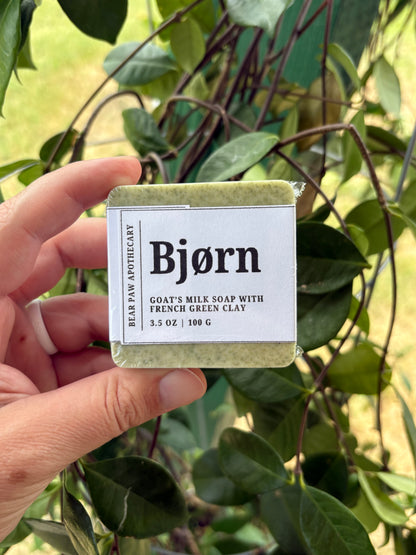 BEAR PAW APOTHECARY
Bjørn
GOAT'S MILK SOAP WITH
FRENCH GREEN CLAY
3.5 OZ | 100 G